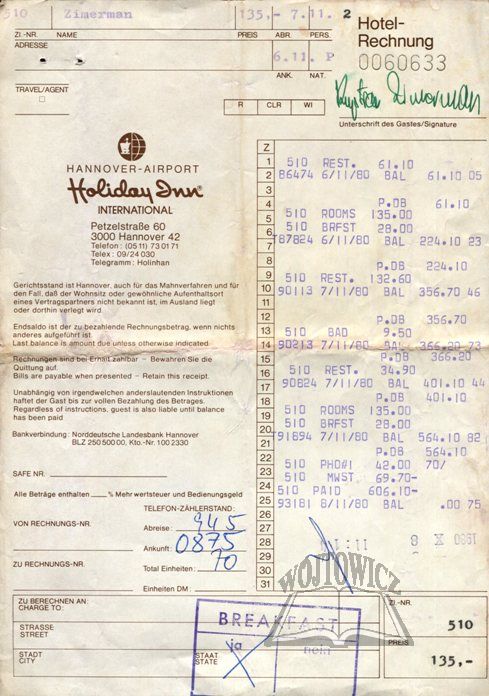 510 Zimerman 135,- 7.11. 2
ZI.-NR. NAME PREIS ABR. PERS.
ADRESSE
6.11. P
ANK. NAT.
Hotel-
Rechnung
0060633
TRAVEL/AGENT
R CLR WI
Unterschrift des Gastes/Signature
HANNOVER-AIRPORT
Holiday Inn®
INTERNATIONAL
Petzelstraße 60
3000 Hannover 42
Telefon: (0511) 73 01 71
Telex: 09/24 030
Telegramm: Holinhan
Gerichtsstand ist Hannover, auch für das Mahnverfahren und für
den Fall, daß der Wohnsitz oder gewöhnliche Aufenthaltsort
eines Vertragspartners nicht bekannt ist, im Ausland liegt
oder dorthin verlegt wird.
Endsaldo ist der zu bezahlende Rechnungsbetrag, wenn nichts
anderes aufgeführt ist.
Last balance is amount due unless otherwise indicated.
Rechnungen sind bei Erhalt zahlbar – Bewahren Sie die
Quittung auf.
Bills are payable when presented – Retain this receipt.
Unabhängig von irgendwelchen anderslautenden Instruktionen
haftet der Gast bis zur vollen Bezahlung des Betrages.
Regardless of instructions, guest is also liable until balance
has been paid
Bankverbindung: Norddeutsche Landesbank Hannover
BLZ 250 500 00, Kto.-Nr. 100 2330
SAFE NR.
Alle Beträge enthalten % Mehrwertsteuer und Bedienungsgeld
TELEFON-ZÄHLERSTAND:
VON RECHNUNGS-NR.
Abreise: 945
Ankunft: 0875
ZU RECHNUNGS-NR.
Total Einheiten: 70
Einheiten DM:
Z
1 510 REST. 61.10
2 86474 6/11/80 BAL 61.10 05
3
4 P.DB 61.10
5 510 ROOMS 135.00
6 510 BRFST 28.00
7 787824 6/11/80 BAL 224.10 23
8
P.DB 224.10
9 510 REST. 132.60
10 90113 7/11/80 BAL 356.70 46
11
12 P.DB 356.70
13 510 BAD 9.50
14 90213 7/11/80 BAL 366.20 73
15 P.DB 366.20
16 510 REST. 34.90
17 90824 7/11/80 BAL 401.10 44
18 P.DB 401.10
19 510 ROOMS 135.00
20 510 BRFST 28.00
21 91894 7/11/80 BAL 564.10 82
22 P.DB 564.10
23 510 PHO#1 42.00 70/
24 510 MWST 69.70-
25 510 PAID 606.10-
26 93181 8/11/80 BAL .00 75
27
28
29
30
31
WOJTOWICZ
ZU BERECHNEN AN:
CHARGE TO:
STRASSE
STREET
STADT
CITY
STAAT
STATE
BREAKFAST
ja nein
ZI.-NR.
510
PREIS
135,-